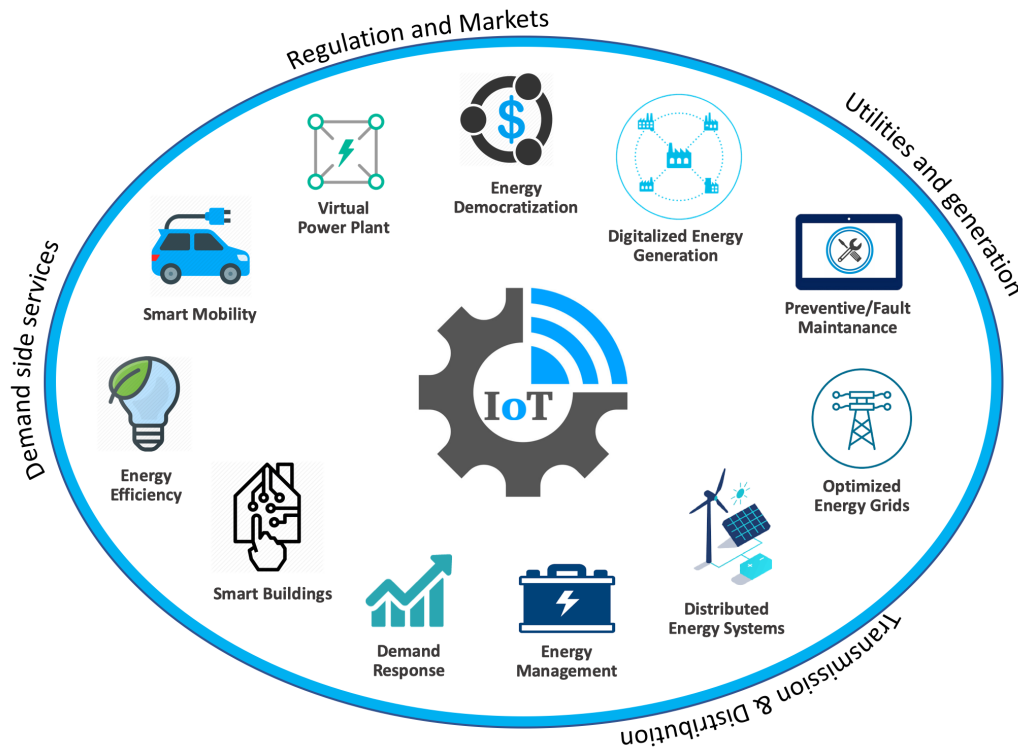 Regulation and Markets
Utilities and generation
Demand side services
Transmission & Distribution
$
Energy
Democratization
Virtual
Power Plant
Digitalized Energy
Generation
Smart Mobility
Preventive/Fault
Maintanance
IoT
Energy
Efficiency
Optimized
Energy Grids
Smart Buildings
Distributed
Energy Systems
Demand
Response
Energy
Management